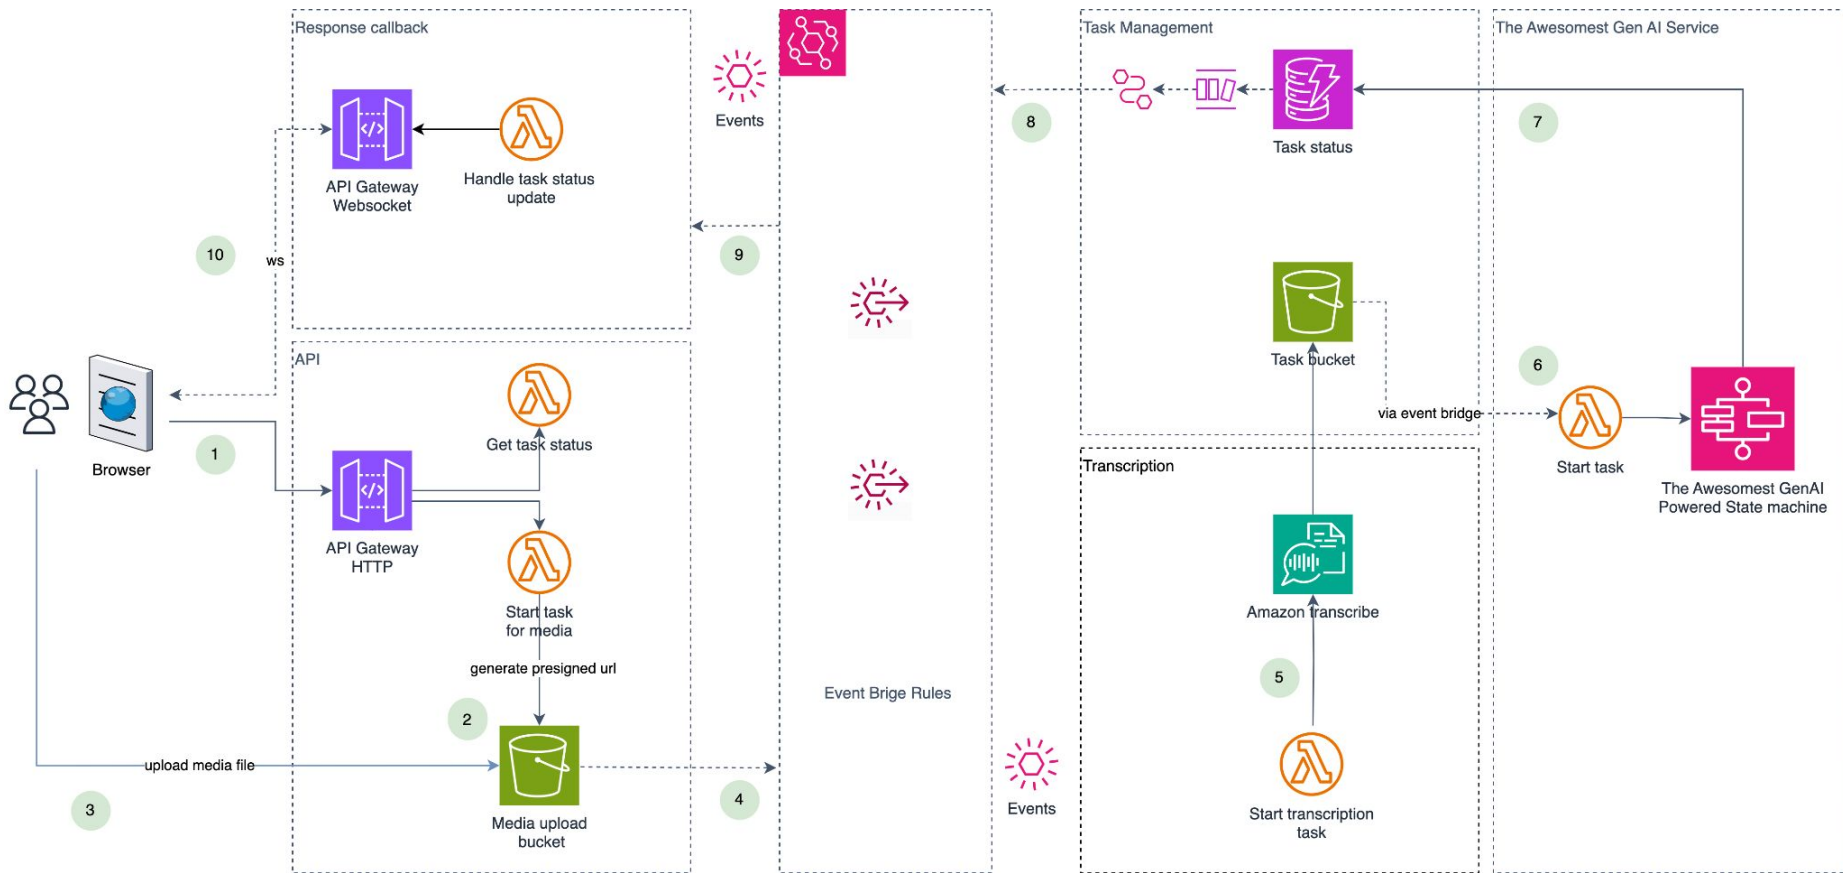 Response callback
API Gateway
Websocket
Handle task status
update
10
ws
Events
9
Task Management
8
Task status
7
The Awesomest Gen AI Service
Task bucket
via event bridge
6
Start task
The Awesomest GenAI
Powered State machine
Browser
1
3
API
Get task status
API Gateway
HTTP
Start task
for media
generate presigned url
2
upload media file
Media upload
bucket
4
Event Brige Rules
Events
Transcription
Amazon transcribe
5
Start transcription
task